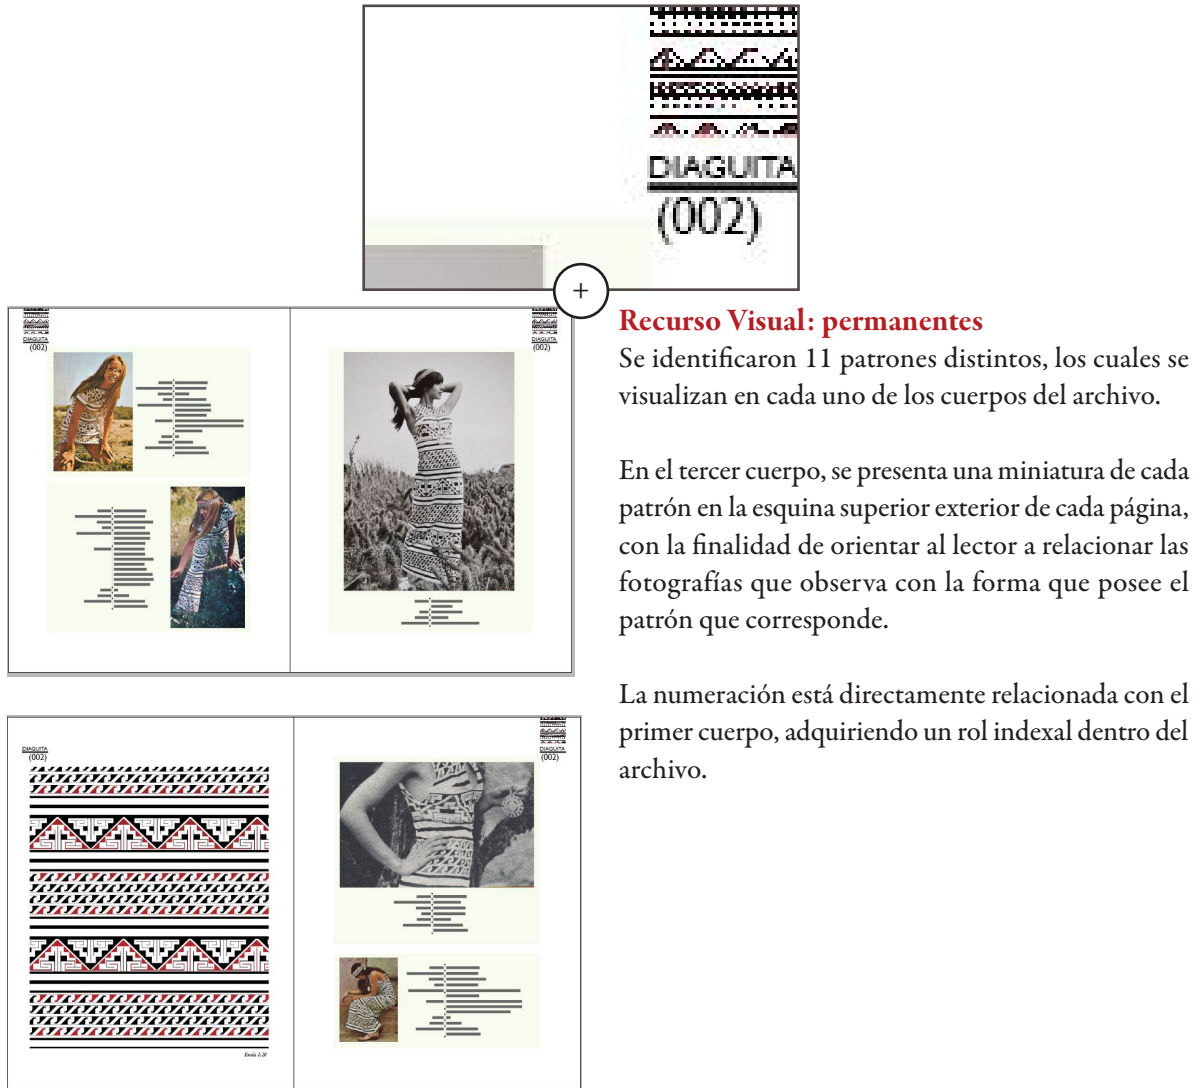 DIAGUITA
(002)
+
DIAGUITA
(002)
DIAGUITA
(002)
Recurso Visual: permanentes
Se identificaron 11 patrones distintos, los cuales se
visualizan en cada uno de los cuerpos del archivo.
En el tercer cuerpo, se presenta una miniatura de cada
patrón en la esquina superior exterior de cada página,
con la finalidad de orientar al lector a relacionar las
fotografías que observa con la forma que posee el
patrón que corresponde.
La numeración está directamente relacionada con el
primer cuerpo, adquiriendo un rol indexal dentro del
archivo.
DIAGUITA
(002)
DIAGUITA
(002)
Escala 1:20